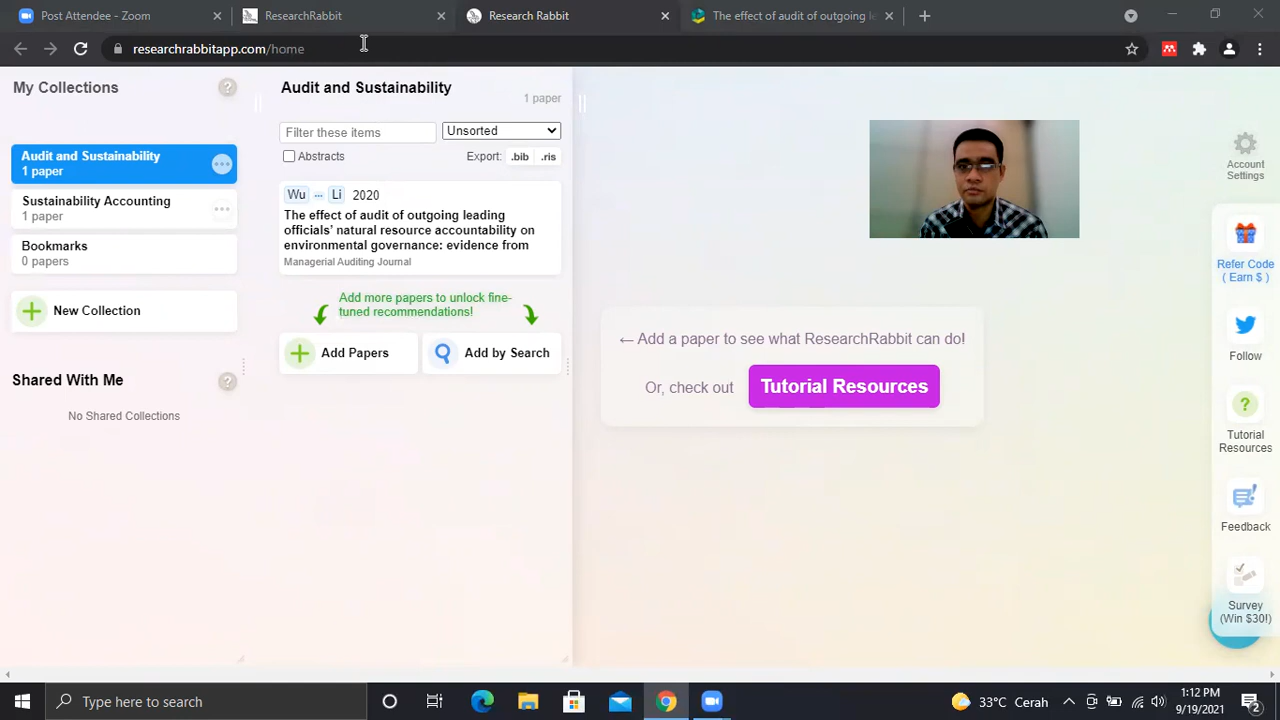 Post Attendee - Zoom
ResearchRabbit
Research Rabbit
The effect of audit of outgoing le
researchrabbitapp.com/home
My Collections
?
Audit and Sustainability
1 paper
Sustainability Accounting
1 paper
Bookmarks
0 papers
New Collection
Shared With Me
?
No Shared Collections
Audit and Sustainability
1 paper
Filter these items
Unsorted
Abstracts
Export: .bib .ris
Wu ... Li 2020
The effect of audit of outgoing leading
officials' natural resource accountability on
environmental governance: evidence from
Managerial Auditing Journal
Add more papers to unlock fine-
tuned recommendations!
Add Papers
Add by Search
← Add a paper to see what ResearchRabbit can do!
Or, check out Tutorial Resources
Account
Settings
Refer Code
( Earn $ )
Follow
?
Tutorial
Resources
Feedback
Survey
(Win $30!)
Type here to search
33°C Cerah
1:12 PM
9/19/2021
2